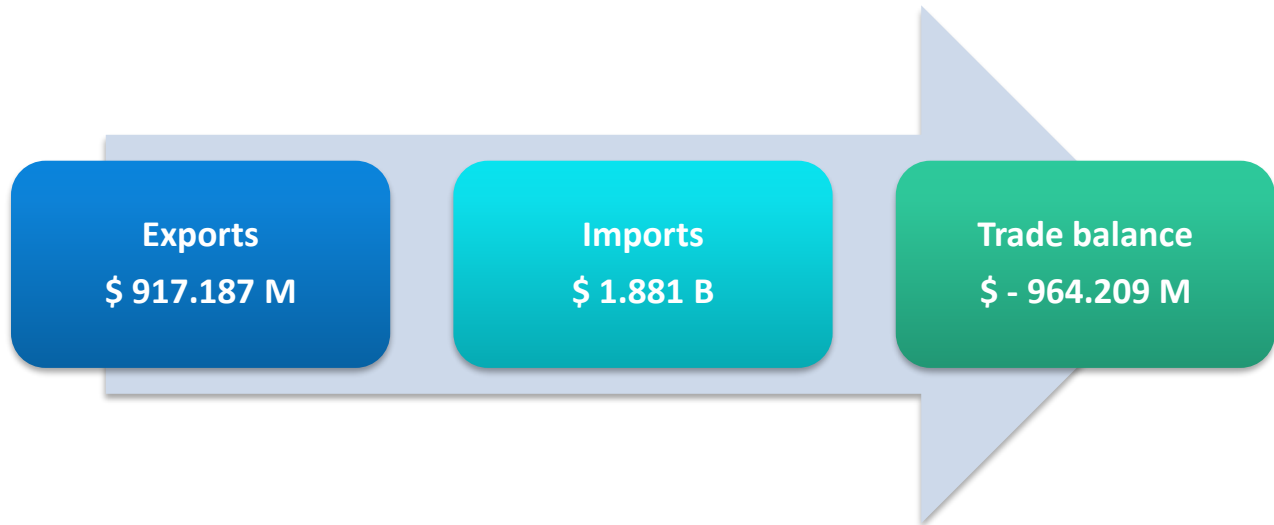 Exports
$ 917.187 M
Imports
$ 1.881 B
Trade balance
$ - 964.209 M